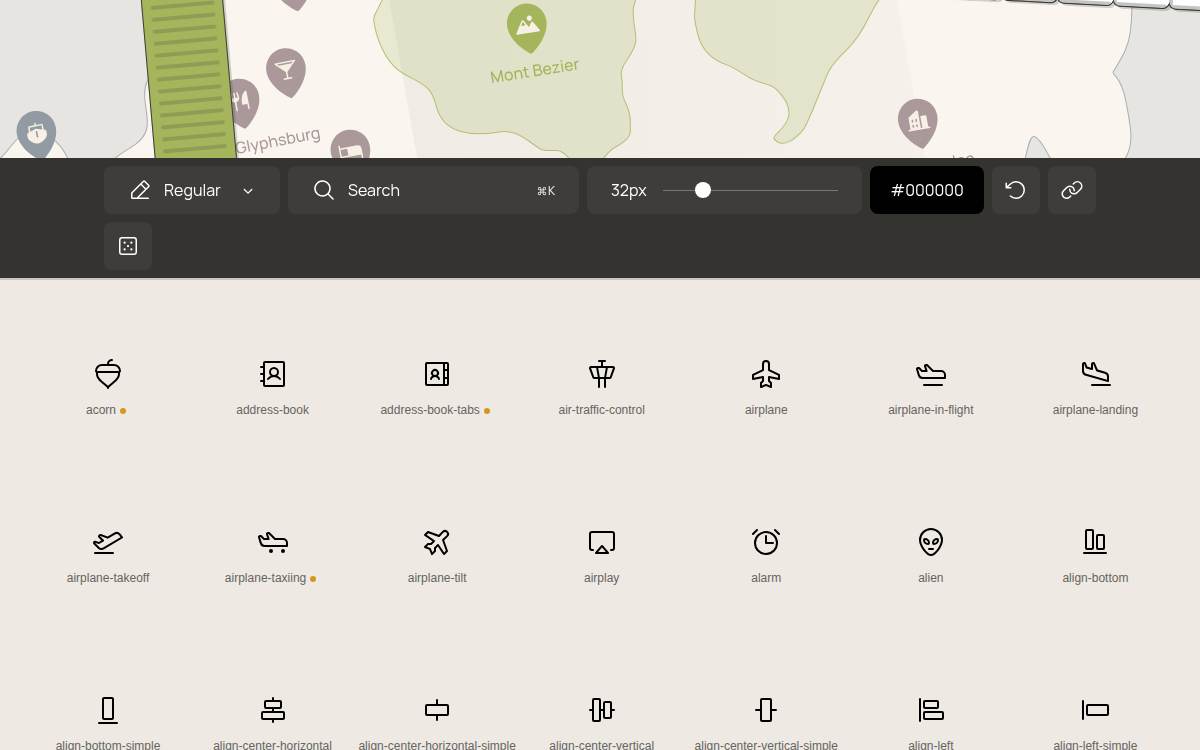 Mont Bezier
Glyphsburg
Regular
Search
⌘K
32px
#000000
acorn
address-book
address-book-tabs
air-traffic-control
airplane
airplane-in-flight
airplane-landing
airplane-takeoff
airplane-taxiing
airplane-tilt
airplay
alarm
alien
align-bottom
align-bottom-simple
align-center-horizontal
align-center-horizontal-simple
align-center-vertical
align-center-vertical-simple
align-left
align-left-simple